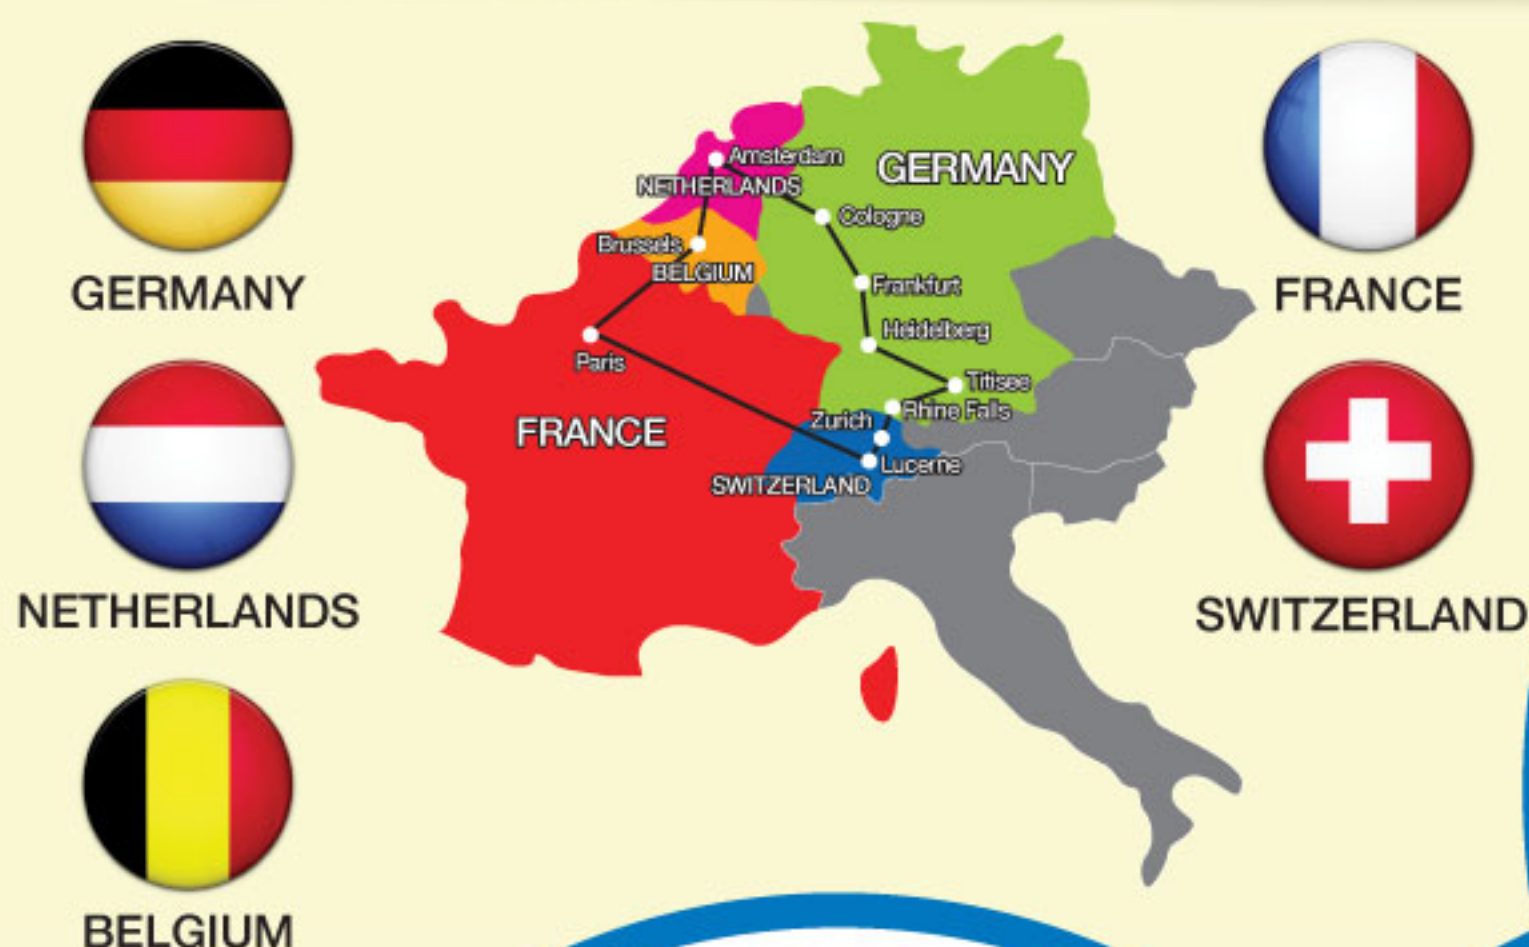 GERMANY
NETHERLANDS
BELGIUM
Amsterdam
NETHERLANDS
GERMANY
Cologne
Brussels
BELGIUM
Frankfurt
Heidelberg
Paris
Titisee
Rhine Falls
Zurich
FRANCE
Lucerne
SWITZERLAND
FRANCE
SWITZERLAND